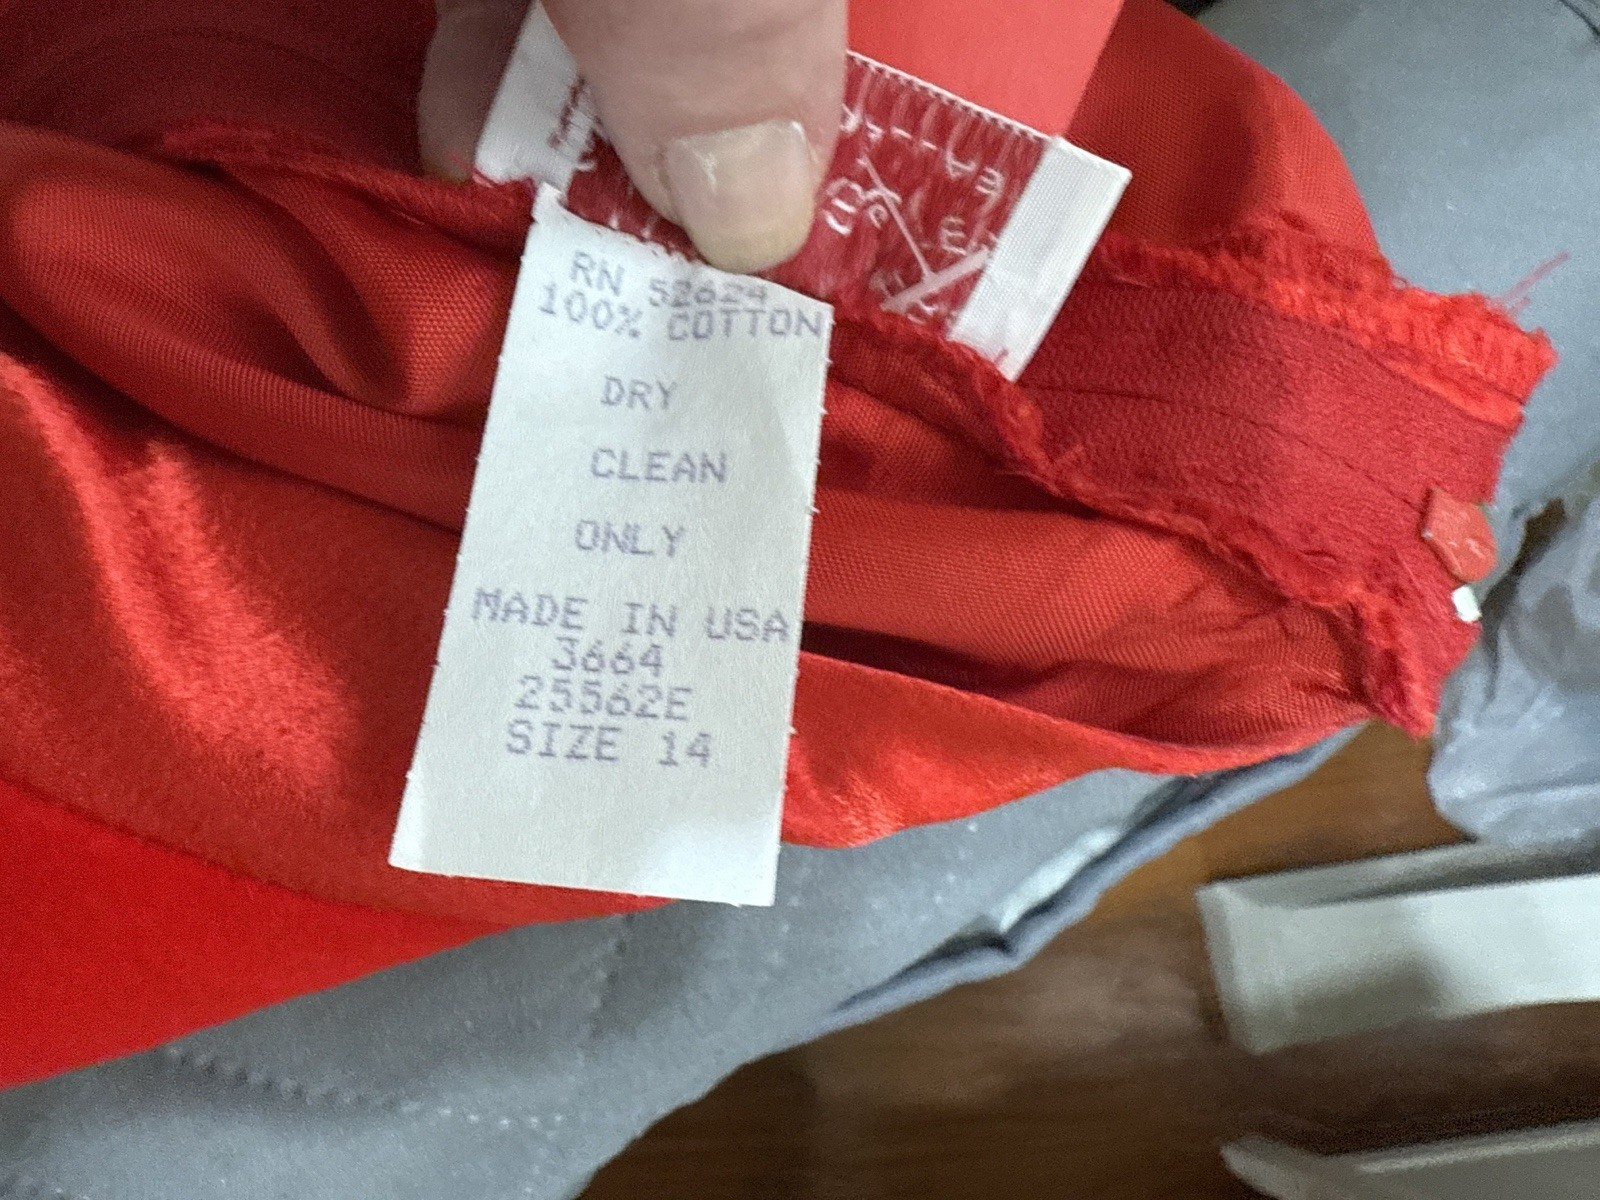 RN 52624
100% COTTON
DRY
CLEAN
ONLY
MADE IN USA
3664
25562E
SIZE 14